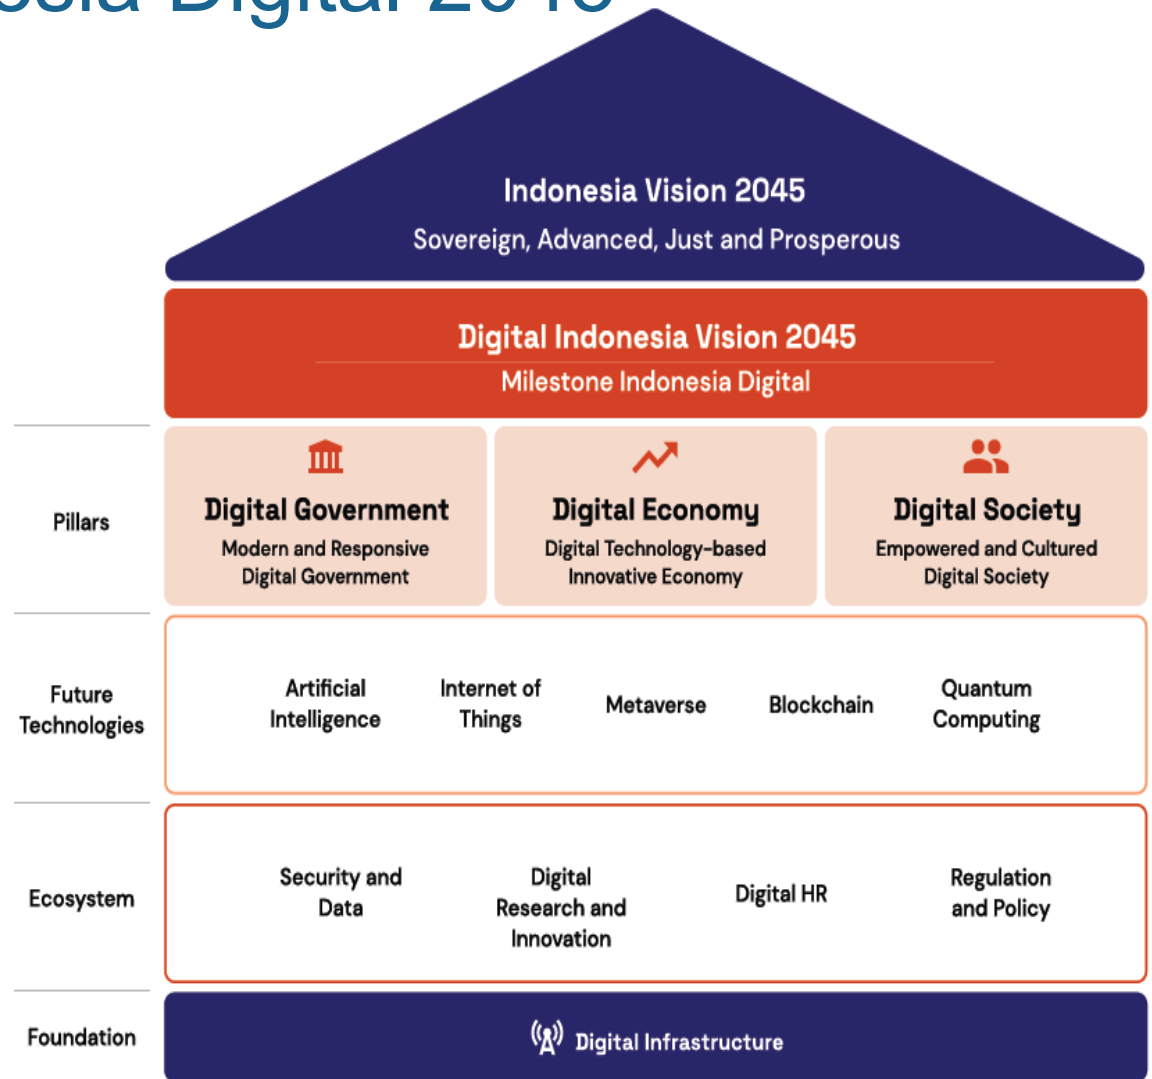 Digital 2045
Indonesia Vision 2045
Sovereign, Advanced, Just and Prosperous
Digital Indonesia Vision 2045
Milestone Indonesia Digital
Pillars
Digital Government
Modern and Responsive
Digital Government
Digital Economy
Digital Technology-based
Innovative Economy
Digital Society
Empowered and Cultured
Digital Society
Future
Technologies
Artificial
Intelligence
Internet of
Things
Metaverse
Blockchain
Quantum
Computing
Ecosystem
Security and
Data
Digital
Research and
Innovation
Digital HR
Regulation
and Policy
Foundation
Digital Infrastructure